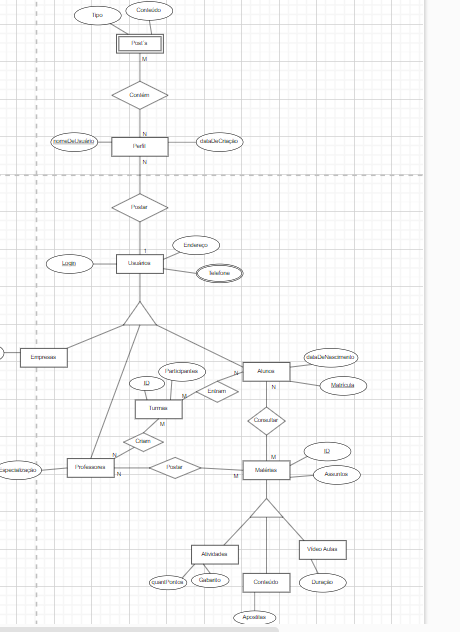 Tipo
Conteúdo
Post's
M
Contém
N
nomeDeUsuário
Perfil
dataDeCriação
N
Postar
1
Endereço
Login
Usuários
telefone
Empresas
Participantes
Alunos
dataDeNascimento
ID
N
Entram
Matrícula
M
N
Turmas
M
Consultar
Criam
ID
N
M
Especialização
Professores
Postar
Matérias
Assuntos
N
M
Atividades
Vídeo Aulas
quantPontos
Gabarito
Conteúdo
Duração
Apostilas